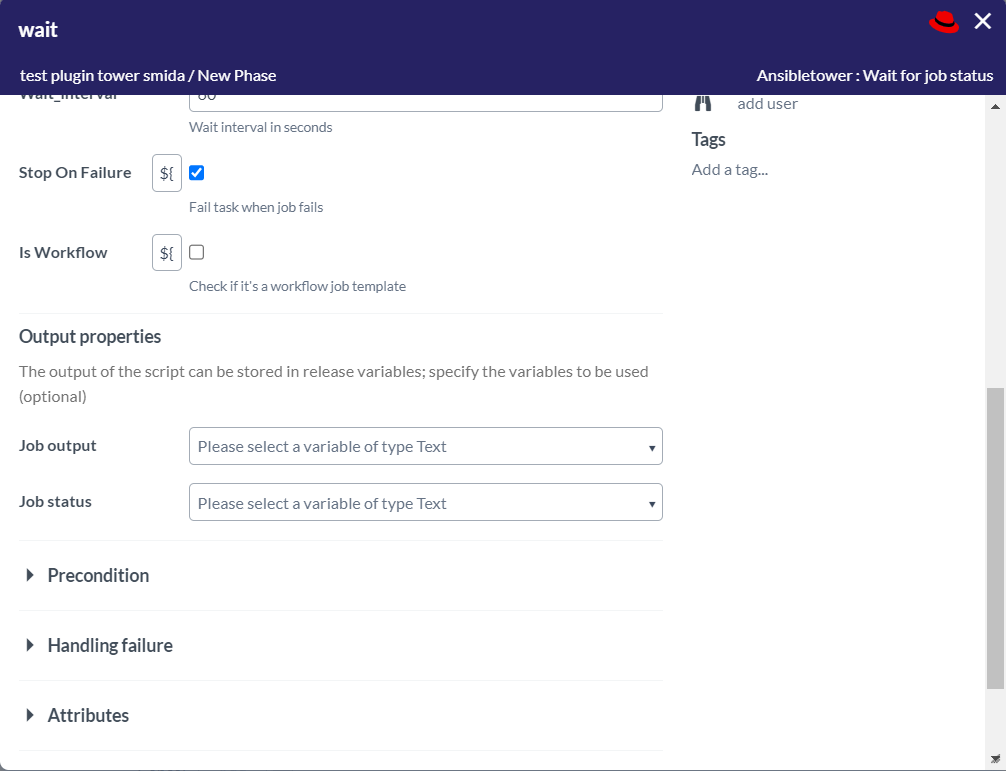 wait
test plugin tower smida / New Phase
Ansibletower : Wait for job status
Wait_interval
60
Wait interval in seconds
add user
Tags
Add a tag...
Stop On Failure
${
Fail task when job fails
Is Workflow
${
Check if it's a workflow job template
Output properties
The output of the script can be stored in release variables; specify the variables to be used
(optional)
Job output
Please select a variable of type Text
Job status
Please select a variable of type Text
Precondition
Handling failure
Attributes